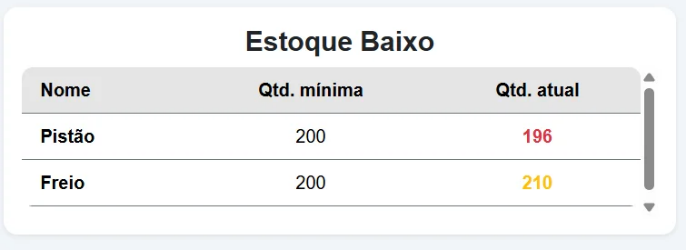 Estoque Baixo
Nome Qtd. mínima Qtd. atual
Pistão 200 196
Freio 200 210